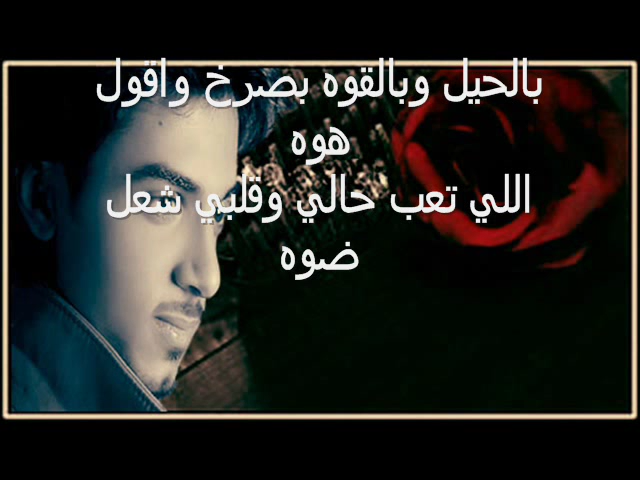 بالحيل وبالقوه بصرخ واقول
هوه
اللي تعب حالي وقلبي شعل
ضوه